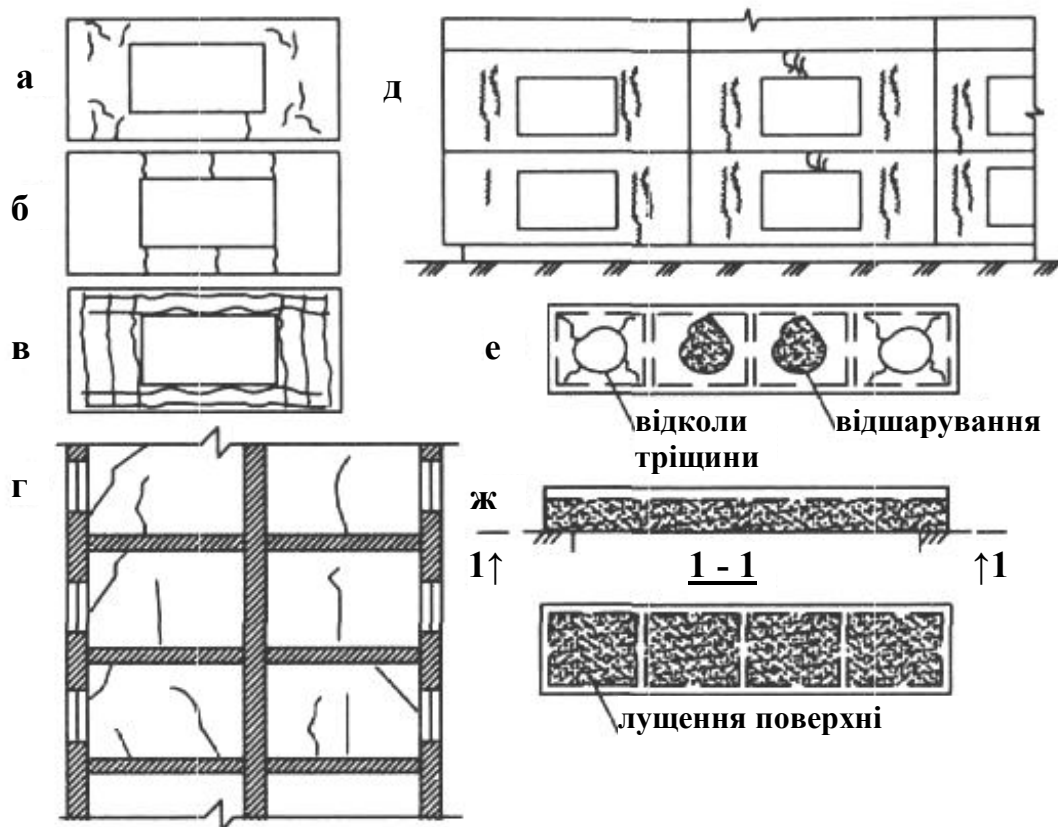 а
д
б
в
е
відколи
тріщини
відшарування
г
ж
1↑
1 - 1
↑1
лущення поверхні